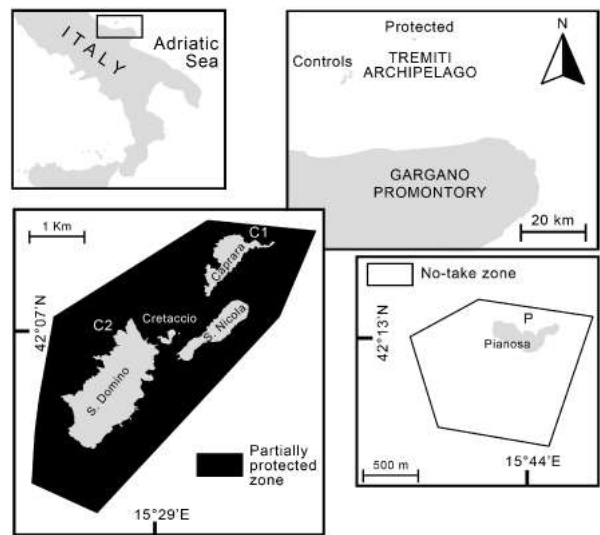 ITALY
Adriatic
Sea
Protected
Controls
TREMITI
ARCHIPELAGO
N
GARGANO
PROMONTORY
20 km
1 Km
C1
Caprara
Cretaccio
S. Nicola
C2
S. Domino
42°07'N
Partially
protected
zone
15°29'E
No-take zone
P
Pianosa
42°13'N
500 m
15°44'E